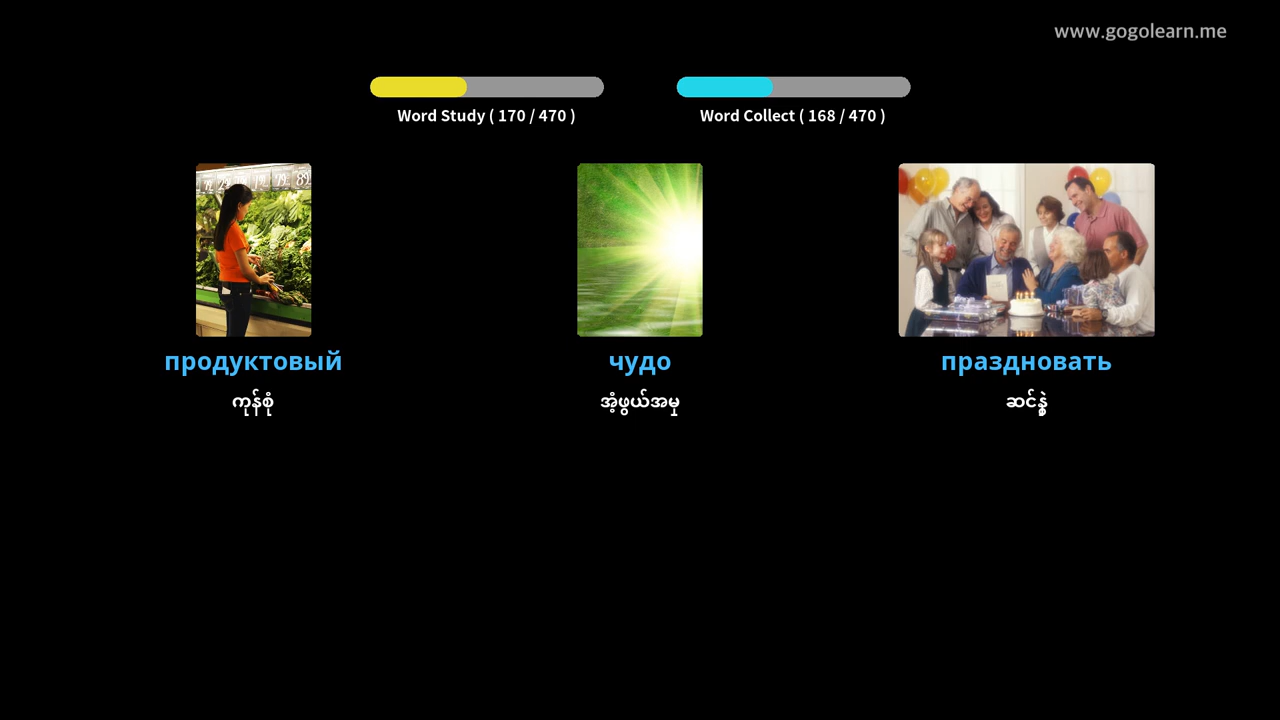 www.gogolearn.me
Word Study ( 170 / 470 )
Word Collect ( 168 / 470 )
продуктовый
чудо
праздновать
ကုန်စုံ
အံ့ဖွယ်အမှု
ဆင်နွှဲ